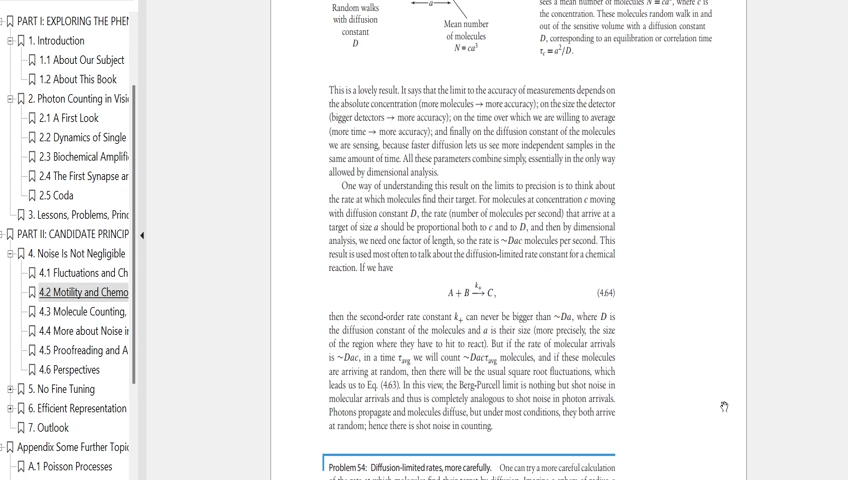 PART I: EXPLORING THE PHEN
1. Introduction
1.1 About Our Subject
1.2 About This Book
2. Photon Counting in Visi
2.1 A First Look
2.2 Dynamics of Single
2.3 Biochemical Amplifi
2.4 The First Synapse an
2.5 Coda
3. Lessons, Problems, Princ
PART II: CANDIDATE PRINCIP
4. Noise Is Not Negligible
4.1 Fluctuations and Ch
4.2 Motility and Chemo
4.3 Molecule Counting,
4.4 More about Noise in
4.5 Proofreading and A
4.6 Perspectives
5. No Fine Tuning
6. Efficient Representation
7. Outlook
Appendix Some Further Topic
A.1 Poisson Processes
Random walks
with diffusion
constant
D
a
Mean number
of molecules
N = ca³
sees a mean number of molecules N = ca³, where c is
the concentration. These molecules random walk in and
out of the sensitive volume with a diffusion constant
D, corresponding to an equilibration or correlation time
τc = a²/D.
This is a lovely result. It says that the limit to the accuracy of measurements depends on
the absolute concentration (more molecules → more accuracy); on the size the detector
(bigger detectors → more accuracy); on the time over which we are willing to average
(more time → more accuracy); and finally on the diffusion constant of the molecules
we are sensing, because faster diffusion lets us see more independent samples in the
same amount of time. All these parameters combine simply, essentially in the only way
allowed by dimensional analysis.
One way of understanding this result on the limits to precision is to think about
the rate at which molecules find their target. For molecules at concentration c moving
with diffusion constant D, the rate (number of molecules per second) that arrive at a
target of size a should be proportional both to c and to D, and then by dimensional
analysis, we need one factor of length, so the rate is ~Dac molecules per second. This
result is used most often to talk about the diffusion-limited rate constant for a chemical
reaction. If we have
A + B k+ → C, (4.64)
then the second-order rate constant k+ can never be bigger than ~Da, where D is
the diffusion constant of the molecules and a is their size (more precisely, the size
of the region where they have to hit to react). But if the rate of molecular arrivals
is ~Dac, in a time τavg we will count ~Dacτavg molecules, and if these molecules
are arriving at random, then there will be the usual square root fluctuations, which
leads us to Eq. (4.63). In this view, the Berg-Purcell limit is nothing but shot noise in
molecular arrivals and thus is completely analogous to shot noise in photon arrivals.
Photons propagate and molecules diffuse, but under most conditions, they both arrive
at random; hence there is shot noise in counting.
Problem 54: Diffusion-limited rates, more carefully. One can try a more careful calculation